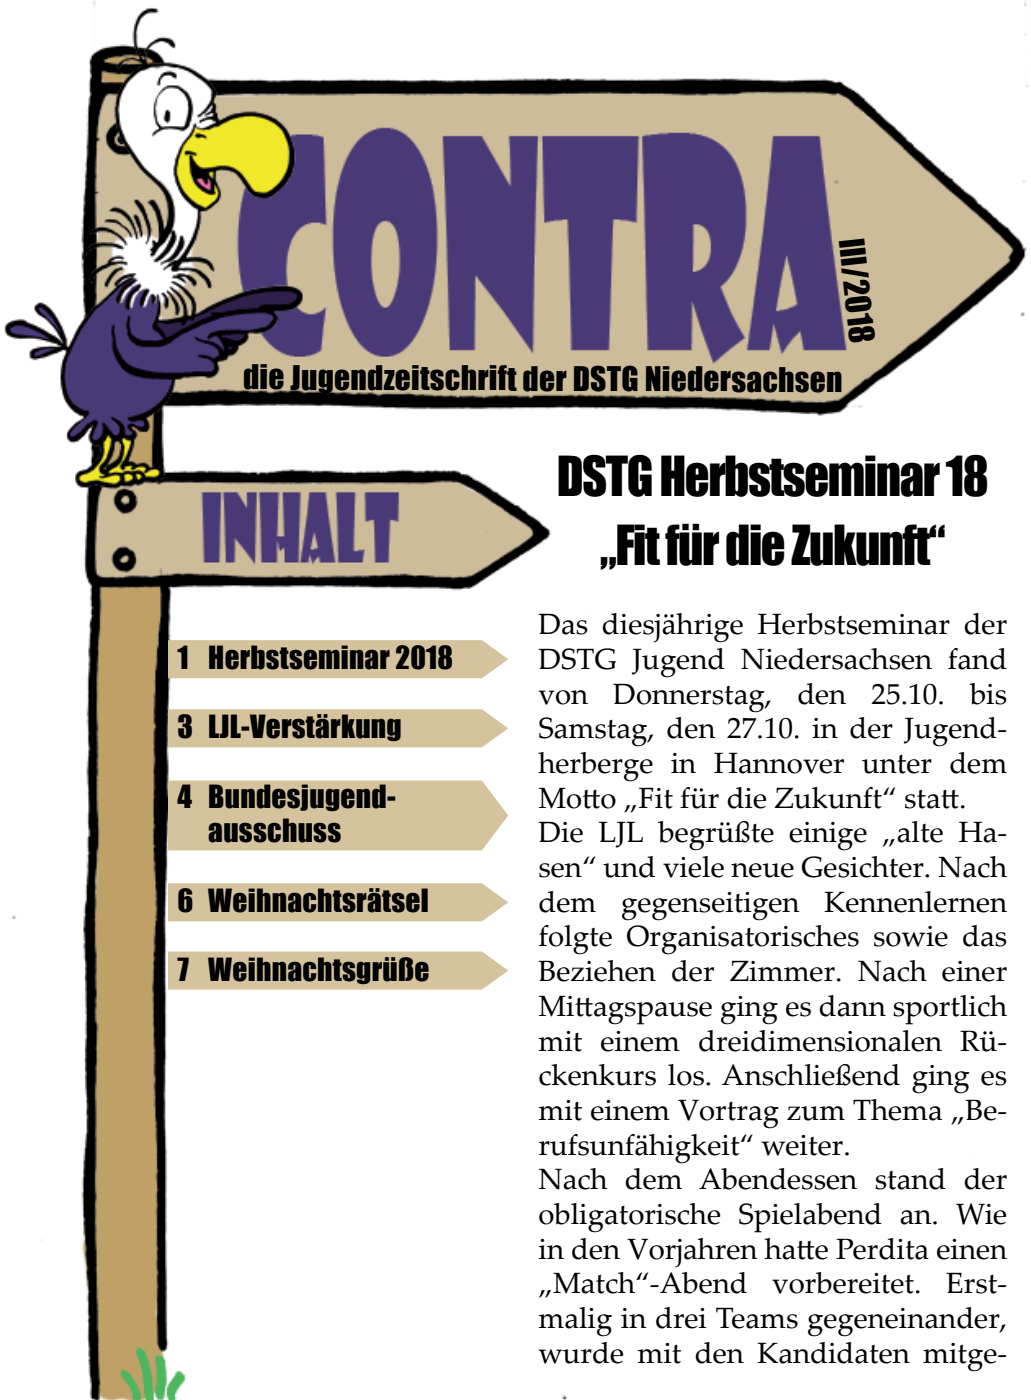 CONTRA
III/2018
die Jugendzeitschrift der DSTG Niedersachsen
INHALT
1 Herbstseminar 2018
3 LJL-Verstärkung
4 Bundesjugend-
ausschuss
6 Weihnachtsrätsel
7 Weihnachtsgrüße
DSTG Herbstseminar 18
„Fit für die Zukunft“
Das diesjährige Herbstseminar der
DSTG Jugend Niedersachsen fand
von Donnerstag, den 25.10. bis
Samstag, den 27.10. in der Jugend-
herberge in Hannover unter dem
Motto „Fit für die Zukunft“ statt.
Die LJL begrüßte einige „alte Ha-
sen“ und viele neue Gesichter. Nach
dem gegenseitigen Kennenlernen
folgte Organisatorisches sowie das
Beziehen der Zimmer. Nach einer
Mittagspause ging es dann sportlich
mit einem dreidimensionalen Rü-
ckenkurs los. Anschließend ging es
mit einem Vortrag zum Thema „Be-
rufsunfähigkeit“ weiter.
Nach dem Abendessen stand der
obligatorische Spielabend an. Wie
in den Vorjahren hatte Perdita einen
„Match“-Abend vorbereitet. Erst-
malig in drei Teams gegeneinander,
wurde mit den Kandidaten mitge-